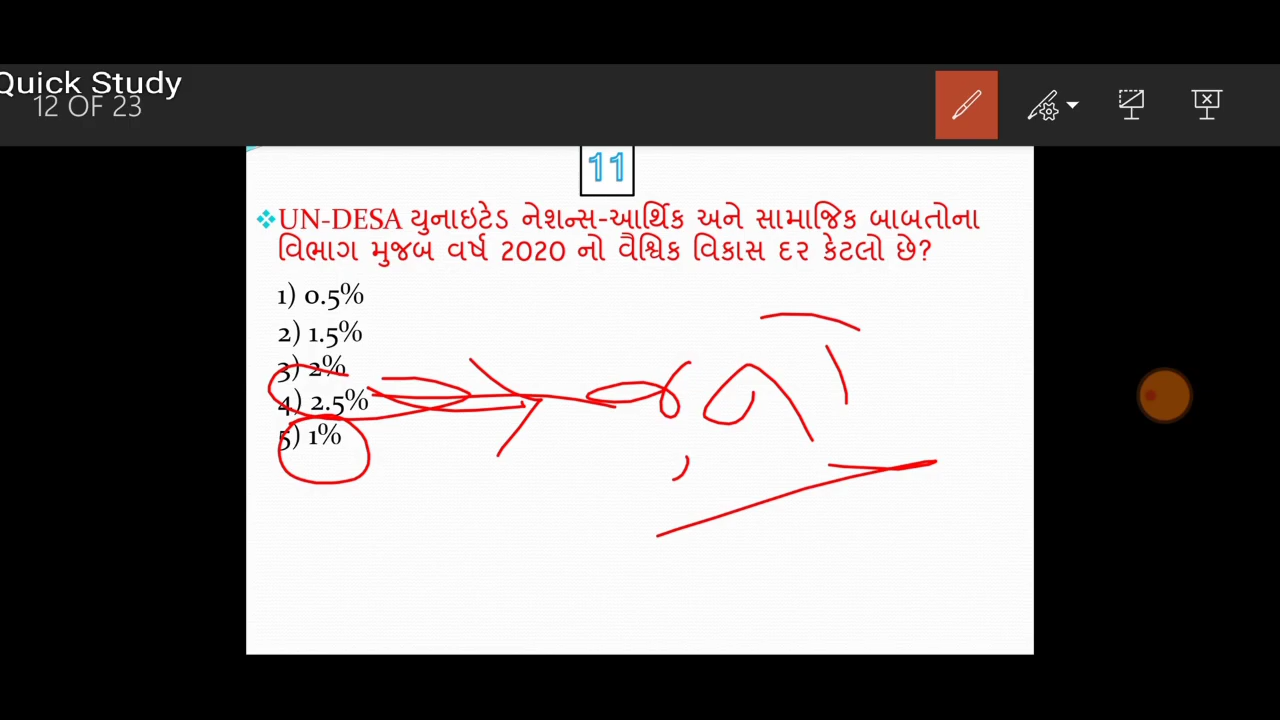 Quick Study
12 OF 23
11
❖UN-DESA યુનાઇટેડ નેશન્સ-આર્થિક અને સામાજિક બાબતોના
વિભાગ મુજબ વર્ષ 2020 નો વૈશ્વિક વિકાસ દર કેટલો છે?
1) 0.5%
2) 1.5%
3) 2%
4) 2.5%
5) 1%